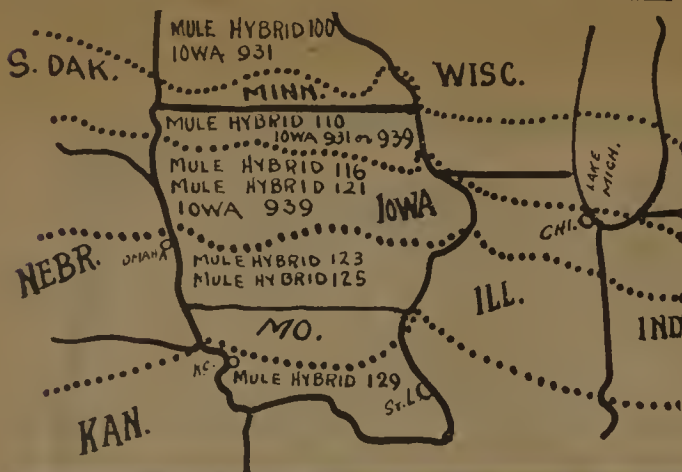 MULE HYBRID 100
IOWA 931
S. DAK.
WISC.
MINN.
MULE HYBRID 110
IOWA 931 or 939
MULE HYBRID 116
MULE HYBRID 121
IOWA 939
IOWA
LAKE MICH.
CHI.
NEBR.
OMAHA
MULE HYBRID 123
MULE HYBRID 125
ILL.
IND
MO.
K.C.
MULE HYBRID 129
ST. L.
KAN.